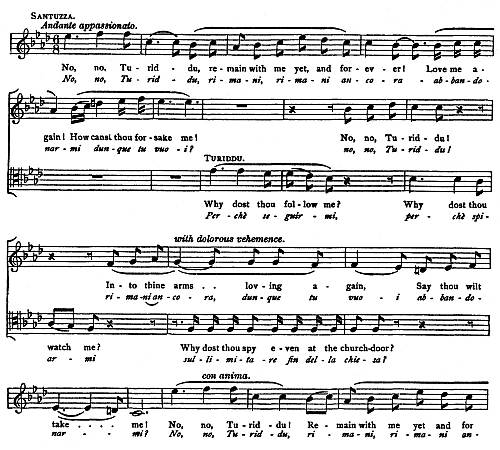 SANTUZZA.
Andante appassionato.
No, no. Tu-rid - du, re-main with me yet, and for-ev - er! Love me a-
No, no, Tu-rid - du, ri-ma-ni, ri-ma-ni an-co-ra - ab-ban-do-
gain! How canst thou for-sake me! No, no, Tu-rid - du!
nar-mi dun-que tu vuo-i? no, no, Tu-rid - du!
TURIDDU.
Why dost thou fol-low me? Why dost thou
Per-chè se-guir-mi, per-chè spi-
with dolorous vehemence.
In-to thine arms . . lov-ing a - gain, Say thou wilt
ri-ma-ni an-co-ra, dun-que tu vuo-i ab-ban-do-
watch me? Why dost thou spy e-ven at the church-door?
ar-mi sul-li-mi-ta-re fin del-la chie-sa?
con anima.
take . . . . me! No, no, Tu-rid-du! Re-main with me yet and for
nar - mi? No, no, Tu-rid-du, ri-ma-ni, ri-ma-ni an-